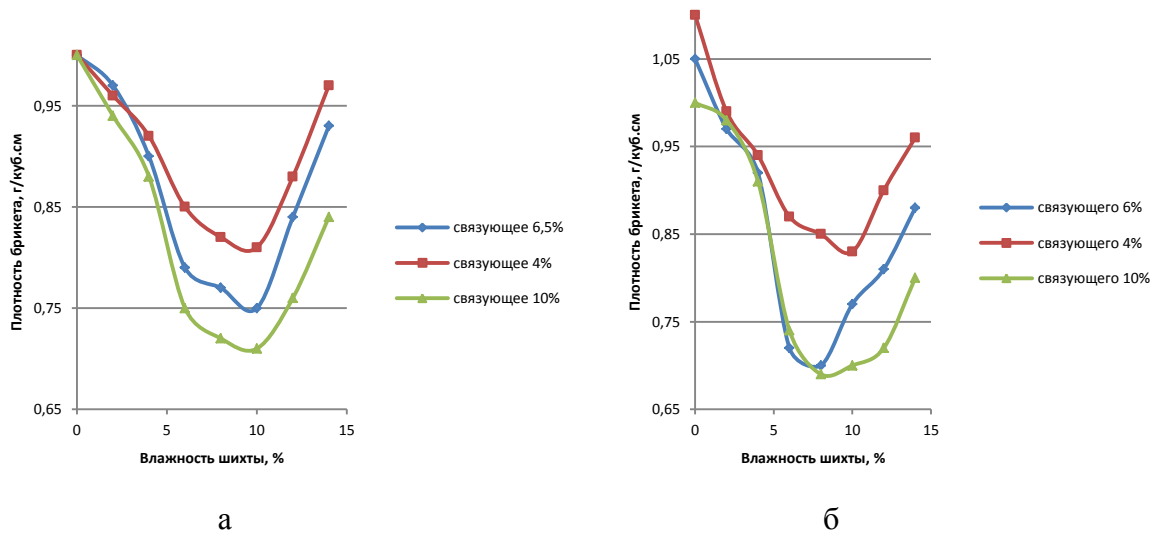 Плотность брикета, г/куб.см
0,95
0,85
0,75
0,65
0
5
10
15
Влажность шихты, %
связующее 6,5%
связующее 4%
связующее 10%
а
Плотность брикета, г/куб.см
1,05
0,95
0,85
0,75
0,65
0
5
10
15
Влажность шихты, %
связующего 6%
связующего 4%
связующего 10%
б